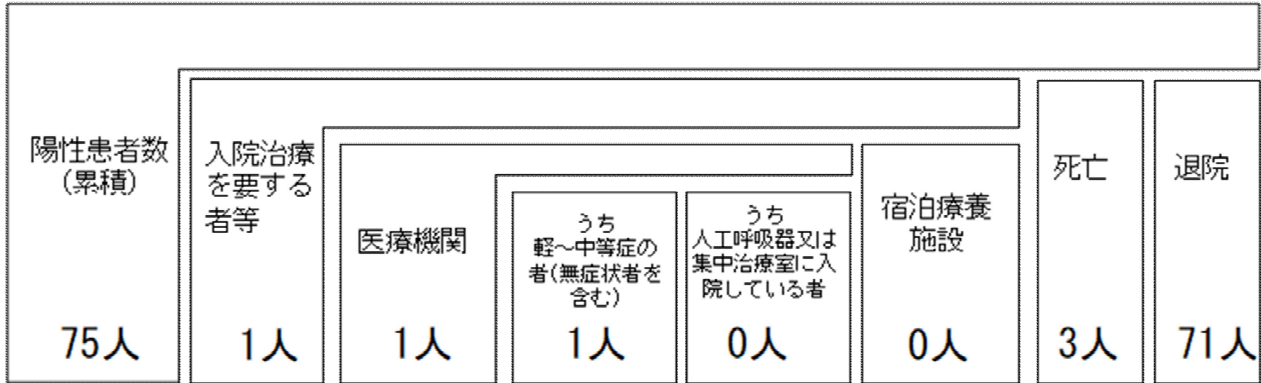 陽性患者数
(累積)
75人
入院治療
を要する
者等
1人
医療機関
1人
うち
軽～中等症の
者(無症状者を
含む)
1人
うち
人工呼吸器又は
集中治療室に入
院している者
0人
宿泊療養
施設
0人
死亡
3人
退院
71人